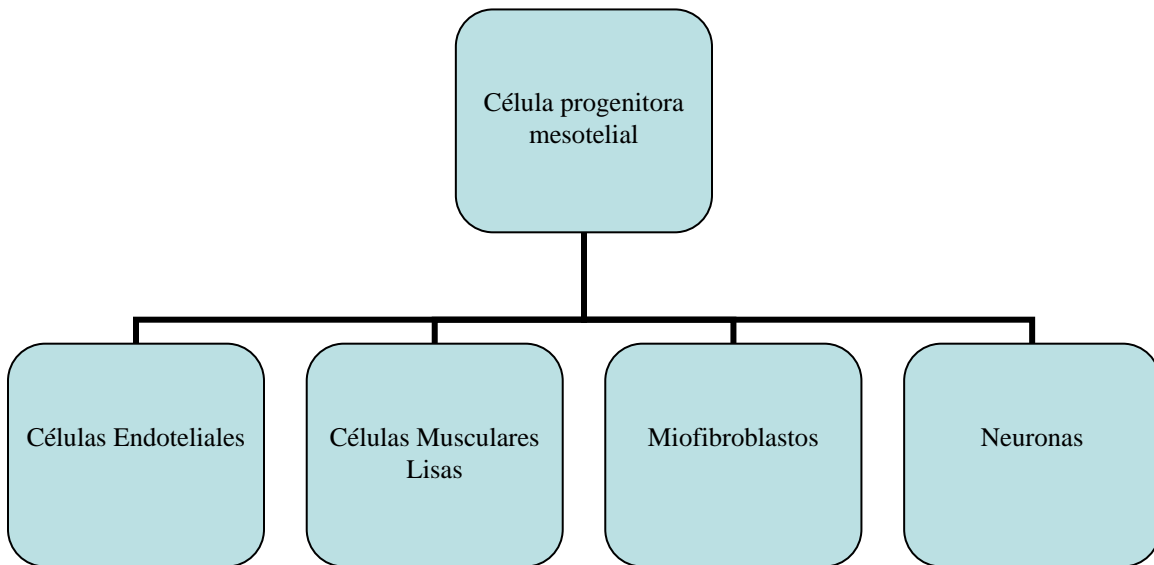 Célula progenitora
mesotelial
Células Endoteliales
Células Musculares
Lisas
Miofibroblastos
Neuronas